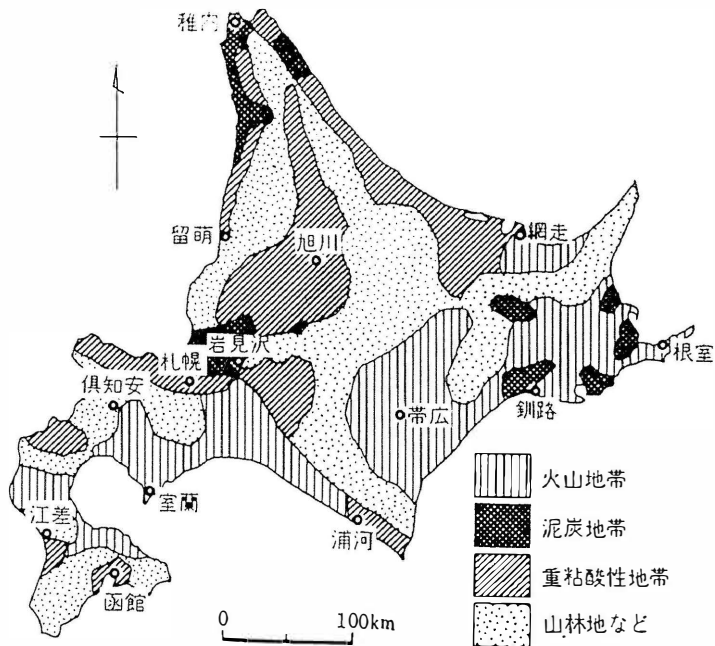 稚内
留萌
旭川
網走
岩見沢
札幌
倶知安
根室
釧路
帯広
室蘭
江差
浦河
函館
火山地帯
泥炭地帯
重粘酸性地帯
山林地など
0 100km